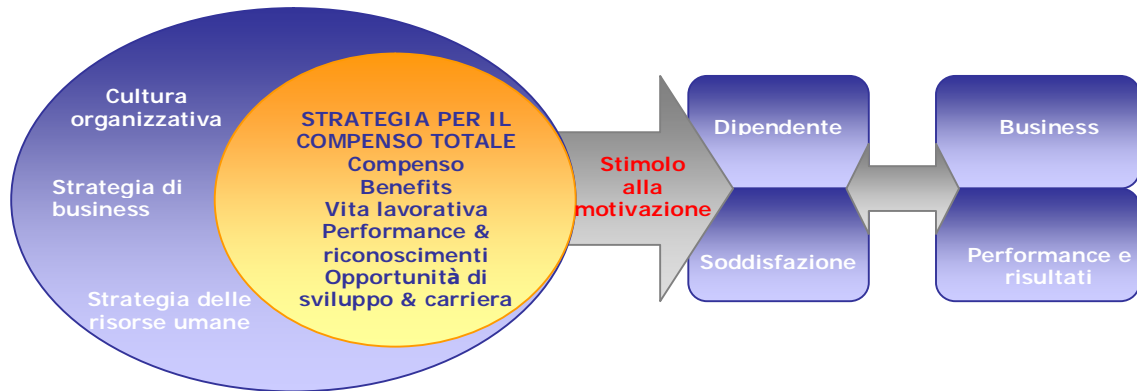 Cultura
organizzativa
Strategia di
business
Strategia delle
risorse umane
STRATEGIA PER IL
COMPENSO TOTALE
Compenso
Benefits
Vita lavorativa
Performance &
riconoscimenti
Opportunità di
sviluppo & carriera
Stimolo
alla
motivazione
Dipendente
Soddisfazione
Business
Performance e
risultati